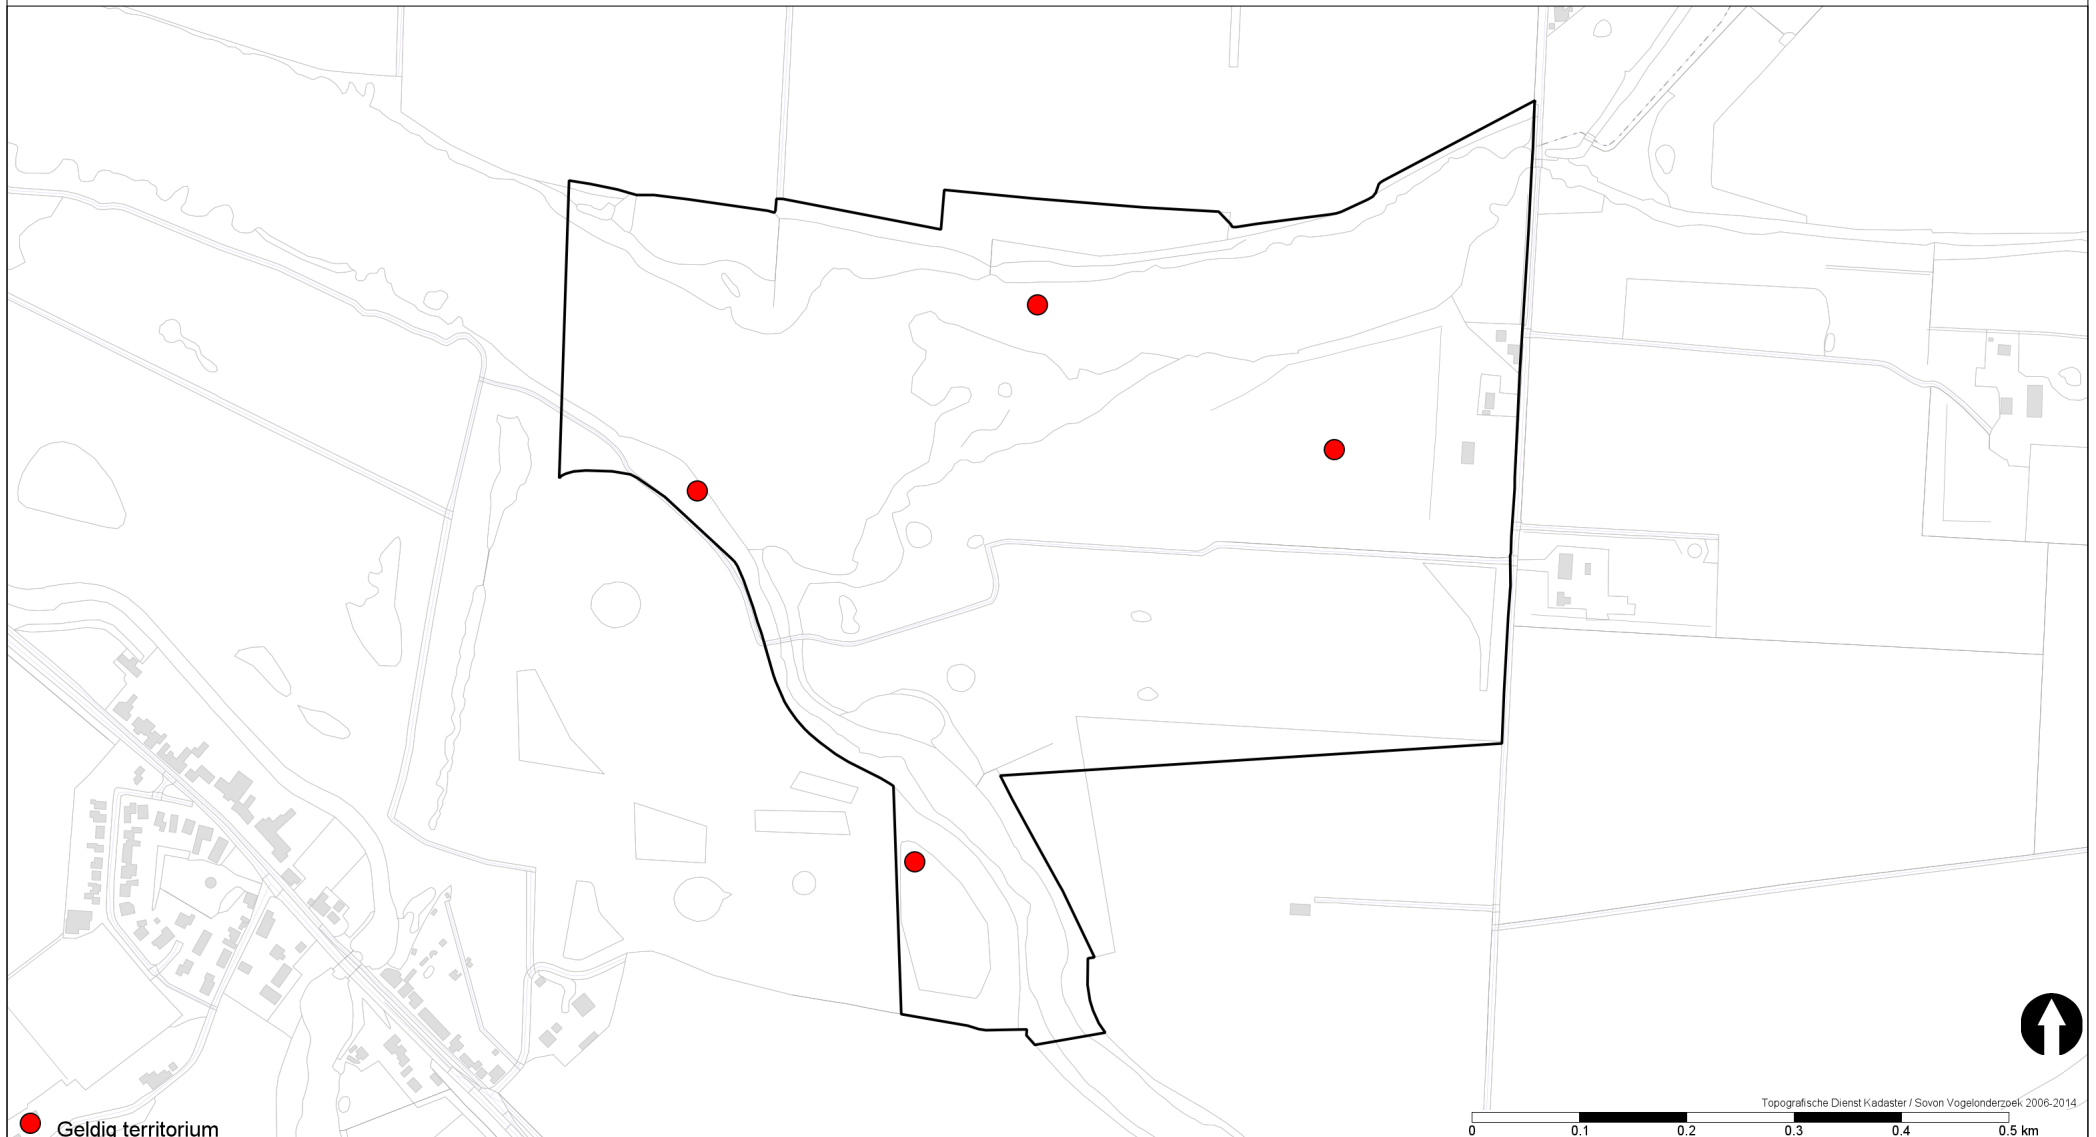 Topografische Dienst Kadaster / Sovon Vogelonderzoek 2006-2014
Geldig territorium
0 0.1 0.2 0.3 0.4 0.5 km